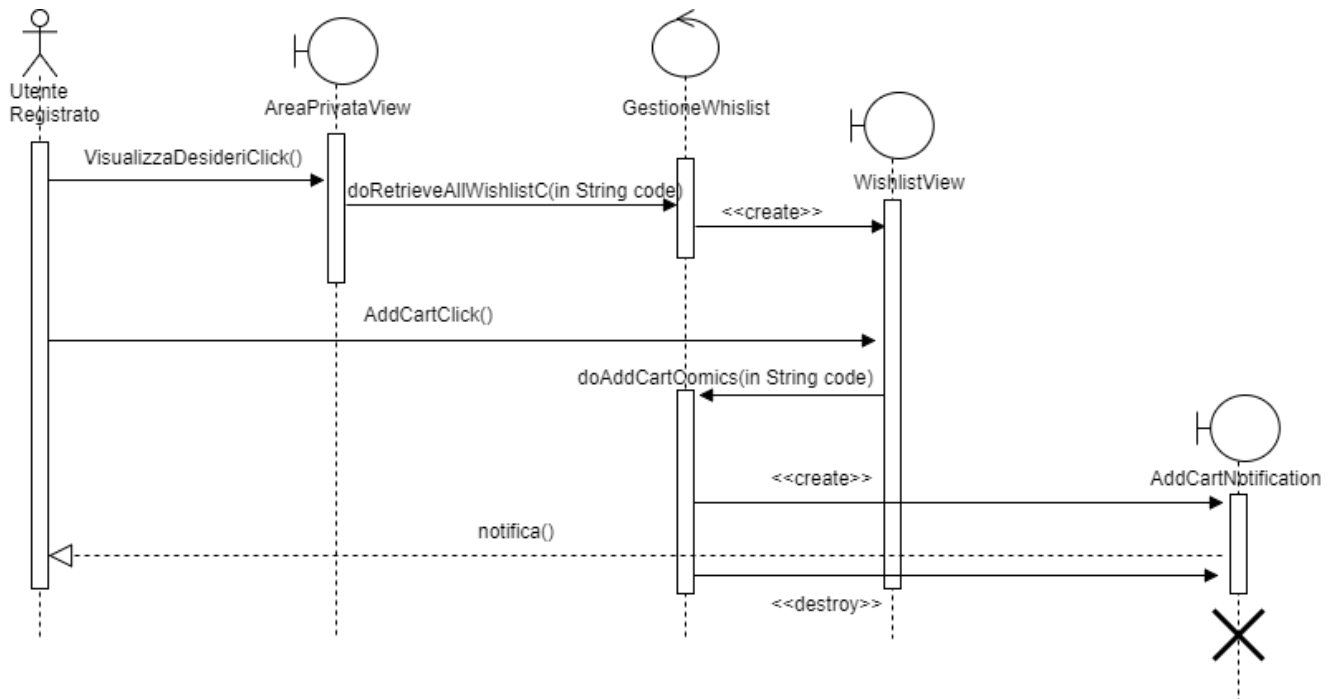 Utente
Registrato
AreaPrivataView
GestioneWhislist
WishlistView
VisualizzaDesideriClick()
doRetrieveAllWishlistC(in String code)
<<create>>
AddCartClick()
doAddCartComics(in String code)
<<create>>
AddCartNotification
notifica()
<<destroy>>